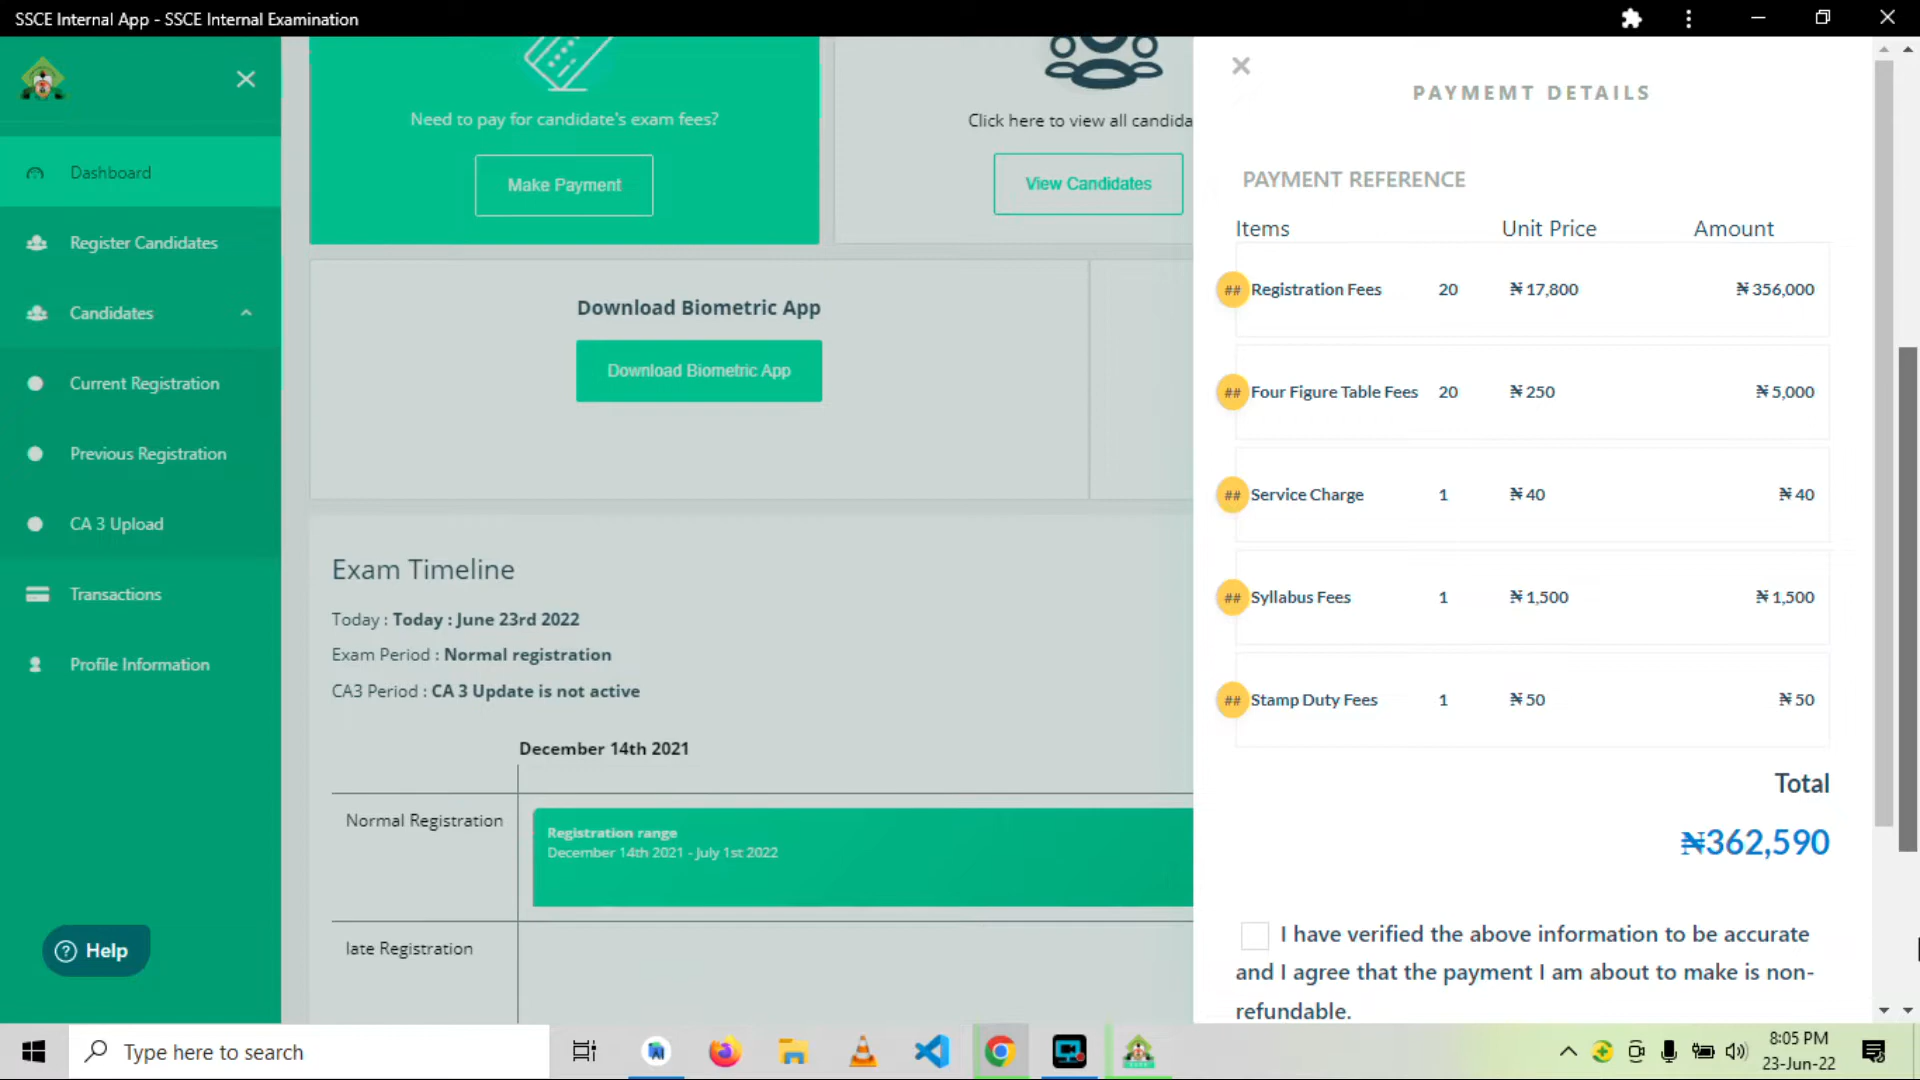 SSCE Internal App - SSCE Internal Examination
Dashboard
Register Candidates
Candidates
Current Registration
Previous Registration
CA 3 Upload
Transactions
Profile Information
Help
Need to pay for candidate's exam fees?
Make Payment
Click here to view all candida
View Candidates
Download Biometric App
Download Biometric App
Exam Timeline
Today : Today : June 23rd 2022
Exam Period : Normal registration
CA3 Period : CA 3 Update is not active
December 14th 2021
Normal Registration
Registration range
December 14th 2021 - July 1st 2022
late Registration
PAYMEMT DETAILS
PAYMENT REFERENCE
Items Unit Price Amount
## Registration Fees 20 ₦ 17,800 ₦ 356,000
## Four Figure Table Fees 20 ₦ 250 ₦ 5,000
## Service Charge 1 ₦ 40 ₦ 40
## Syllabus Fees 1 ₦ 1,500 ₦ 1,500
## Stamp Duty Fees 1 ₦ 50 ₦ 50
Total
₦362,590
I have verified the above information to be accurate
and I agree that the payment I am about to make is non-
refundable.
Type here to search
8:05 PM
23-Jun-22